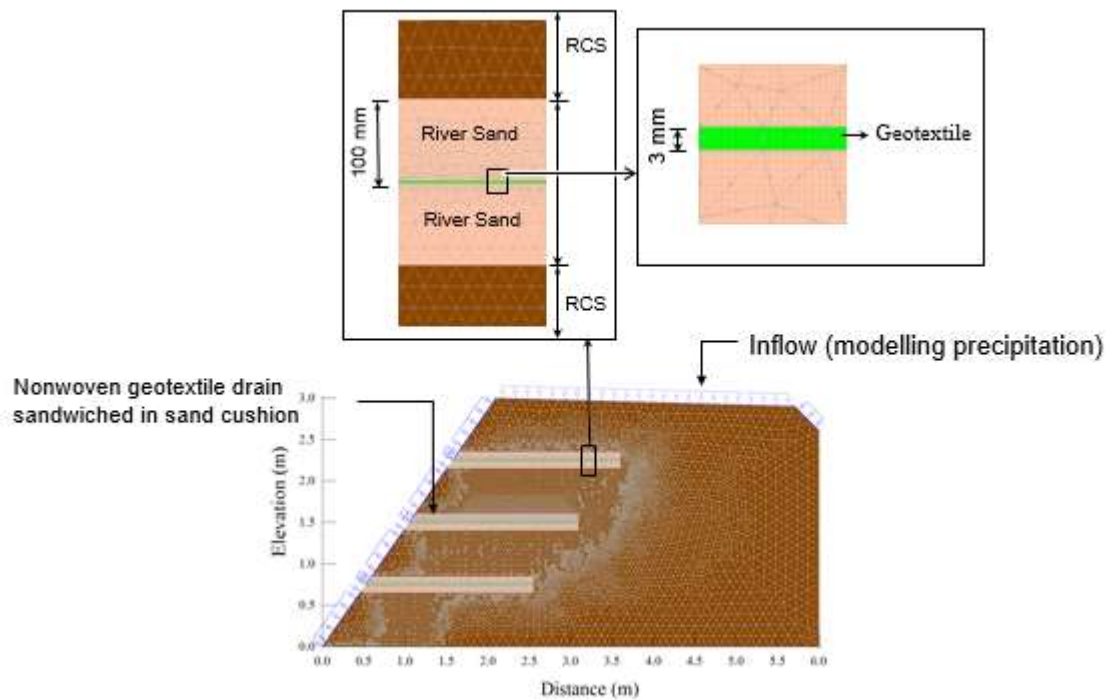 RCS
100 mm
River Sand
River Sand
RCS
3 mm
Geotextile
Inflow (modelling precipitation)
Nonwoven geotextile drain
sandwiched in sand cushion
Elevation (m)
3.0
2.5
2.0
1.5
1.0
0.5
0.0
0.0 0.5 1.0 1.5 2.0 2.5 3.0 3.5 4.0 4.5 5.0 5.5 6.0
Distance (m)